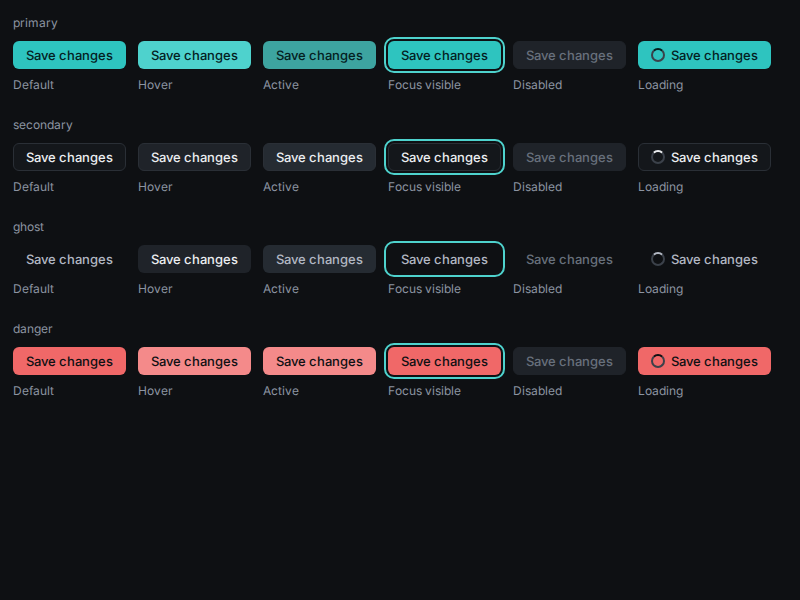 primary
Save changes Save changes Save changes Save changes Save changes Save changes
Default Hover Active Focus visible Disabled Loading
secondary
Save changes Save changes Save changes Save changes Save changes Save changes
Default Hover Active Focus visible Disabled Loading
ghost
Save changes Save changes Save changes Save changes Save changes Save changes
Default Hover Active Focus visible Disabled Loading
danger
Save changes Save changes Save changes Save changes Save changes Save changes
Default Hover Active Focus visible Disabled Loading